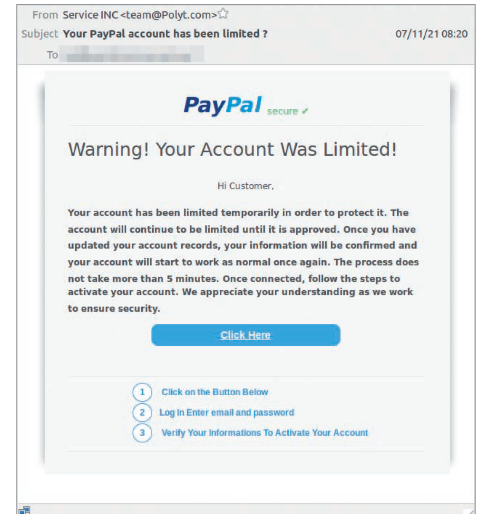 From Service INC <team@Polyt.com>
Subject Your PayPal account has been limited ? 07/11/21 08:20
To
PayPal secure ✔
Warning! Your Account Was Limited!
Hi Customer,
Your account has been limited temporarily in order to protect it. The
account will continue to be limited until it is approved. Once you have
updated your account records, your information will be confirmed and
your account will start to work as normal once again. The process does
not take more than 5 minutes. Once connected, follow the steps to
activate your account. We appreciate your understanding as we work
to ensure security.
Click Here
1 Click on the Button Below
2 Log In Enter email and password
3 Verify Your Informations To Activate Your Account